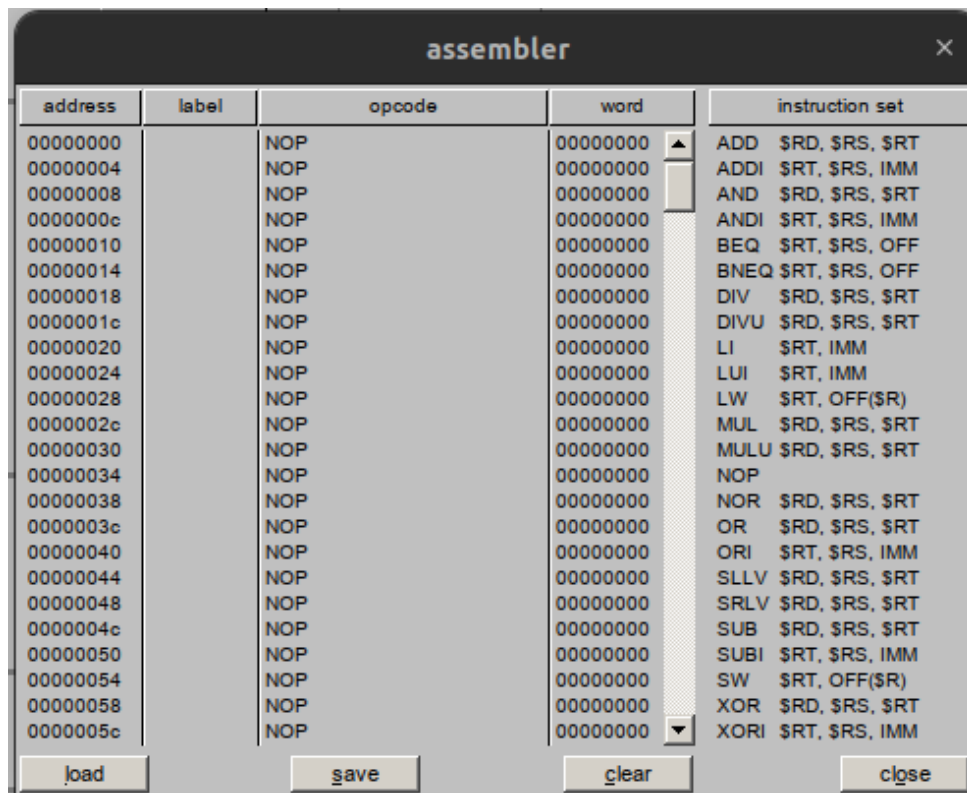 assembler ×
address label opcode word instruction set
00000000 NOP 00000000 ADD $RD, $RS, $RT
00000004 NOP 00000000 ADDI $RT, $RS, IMM
00000008 NOP 00000000 AND $RD, $RS, $RT
0000000c NOP 00000000 ANDI $RT, $RS, IMM
00000010 NOP 00000000 BEQ $RT, $RS, OFF
00000014 NOP 00000000 BNEQ $RT, $RS, OFF
00000018 NOP 00000000 DIV $RD, $RS, $RT
0000001c NOP 00000000 DIVU $RD, $RS, $RT
00000020 NOP 00000000 LI $RT, IMM
00000024 NOP 00000000 LUI $RT, IMM
00000028 NOP 00000000 LW $RT, OFF($R)
0000002c NOP 00000000 MUL $RD, $RS, $RT
00000030 NOP 00000000 MULU $RD, $RS, $RT
00000034 NOP 00000000 NOP
00000038 NOP 00000000 NOR $RD, $RS, $RT
0000003c NOP 00000000 OR $RD, $RS, $RT
00000040 NOP 00000000 ORI $RT, $RS, IMM
00000044 NOP 00000000 SLLV $RD, $RS, $RT
00000048 NOP 00000000 SRLV $RD, $RS, $RT
0000004c NOP 00000000 SUB $RD, $RS, $RT
00000050 NOP 00000000 SUBI $RT, $RS, IMM
00000054 NOP 00000000 SW $RT, OFF($R)
00000058 NOP 00000000 XOR $RD, $RS, $RT
0000005c NOP 00000000 XORI $RT, $RS, IMM
load save clear close